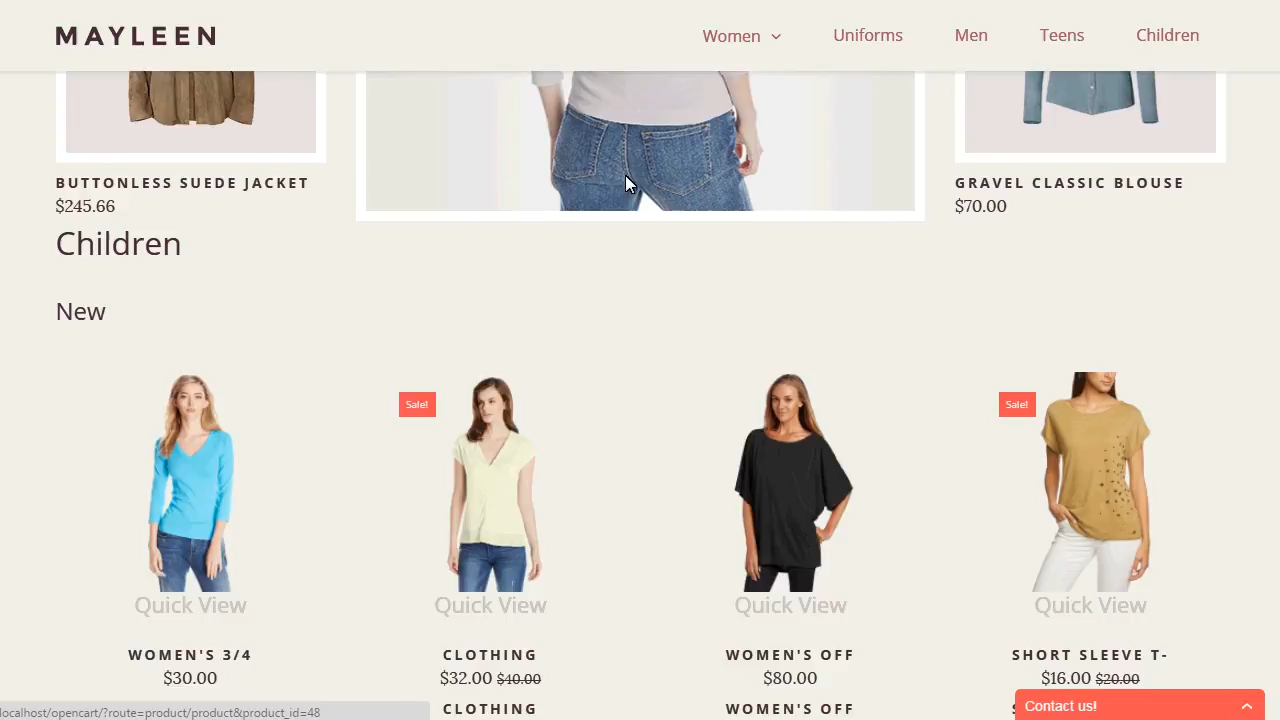 MAYLEEN
Women
Uniforms
Men
Teens
Children
BUTTONLESS SUEDE JACKET
$245.66
GRAVEL CLASSIC BLOUSE
$70.00
Children
New
Sale!
Sale!
Quick View
Quick View
Quick View
Quick View
WOMEN'S 3/4
$30.00
CLOTHING
$32.00 $40.00
WOMEN'S OFF
$80.00
SHORT SLEEVE T-
$16.00 $20.00
CLOTHING
WOMEN'S OFF
Contact us!
localhost/opencart/?route=product/product&product_id=48